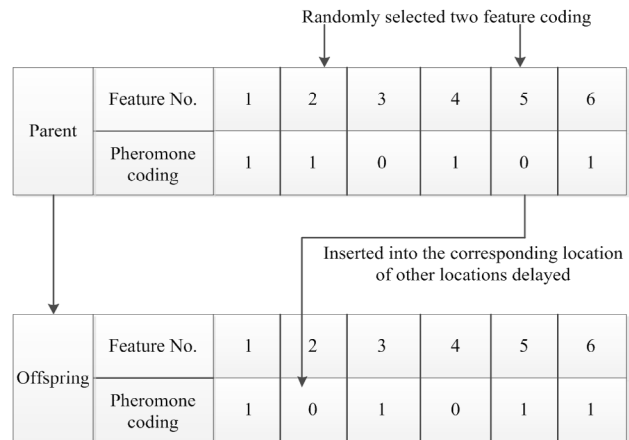 Randomly selected two feature coding
Parent
Feature No. 1 2 3 4 5 6
Pheromone
coding 1 1 0 1 0 1
Inserted into the corresponding location
of other locations delayed
Offspring
Feature No. 1 2 3 4 5 6
Pheromone
coding 1 0 1 0 1 1